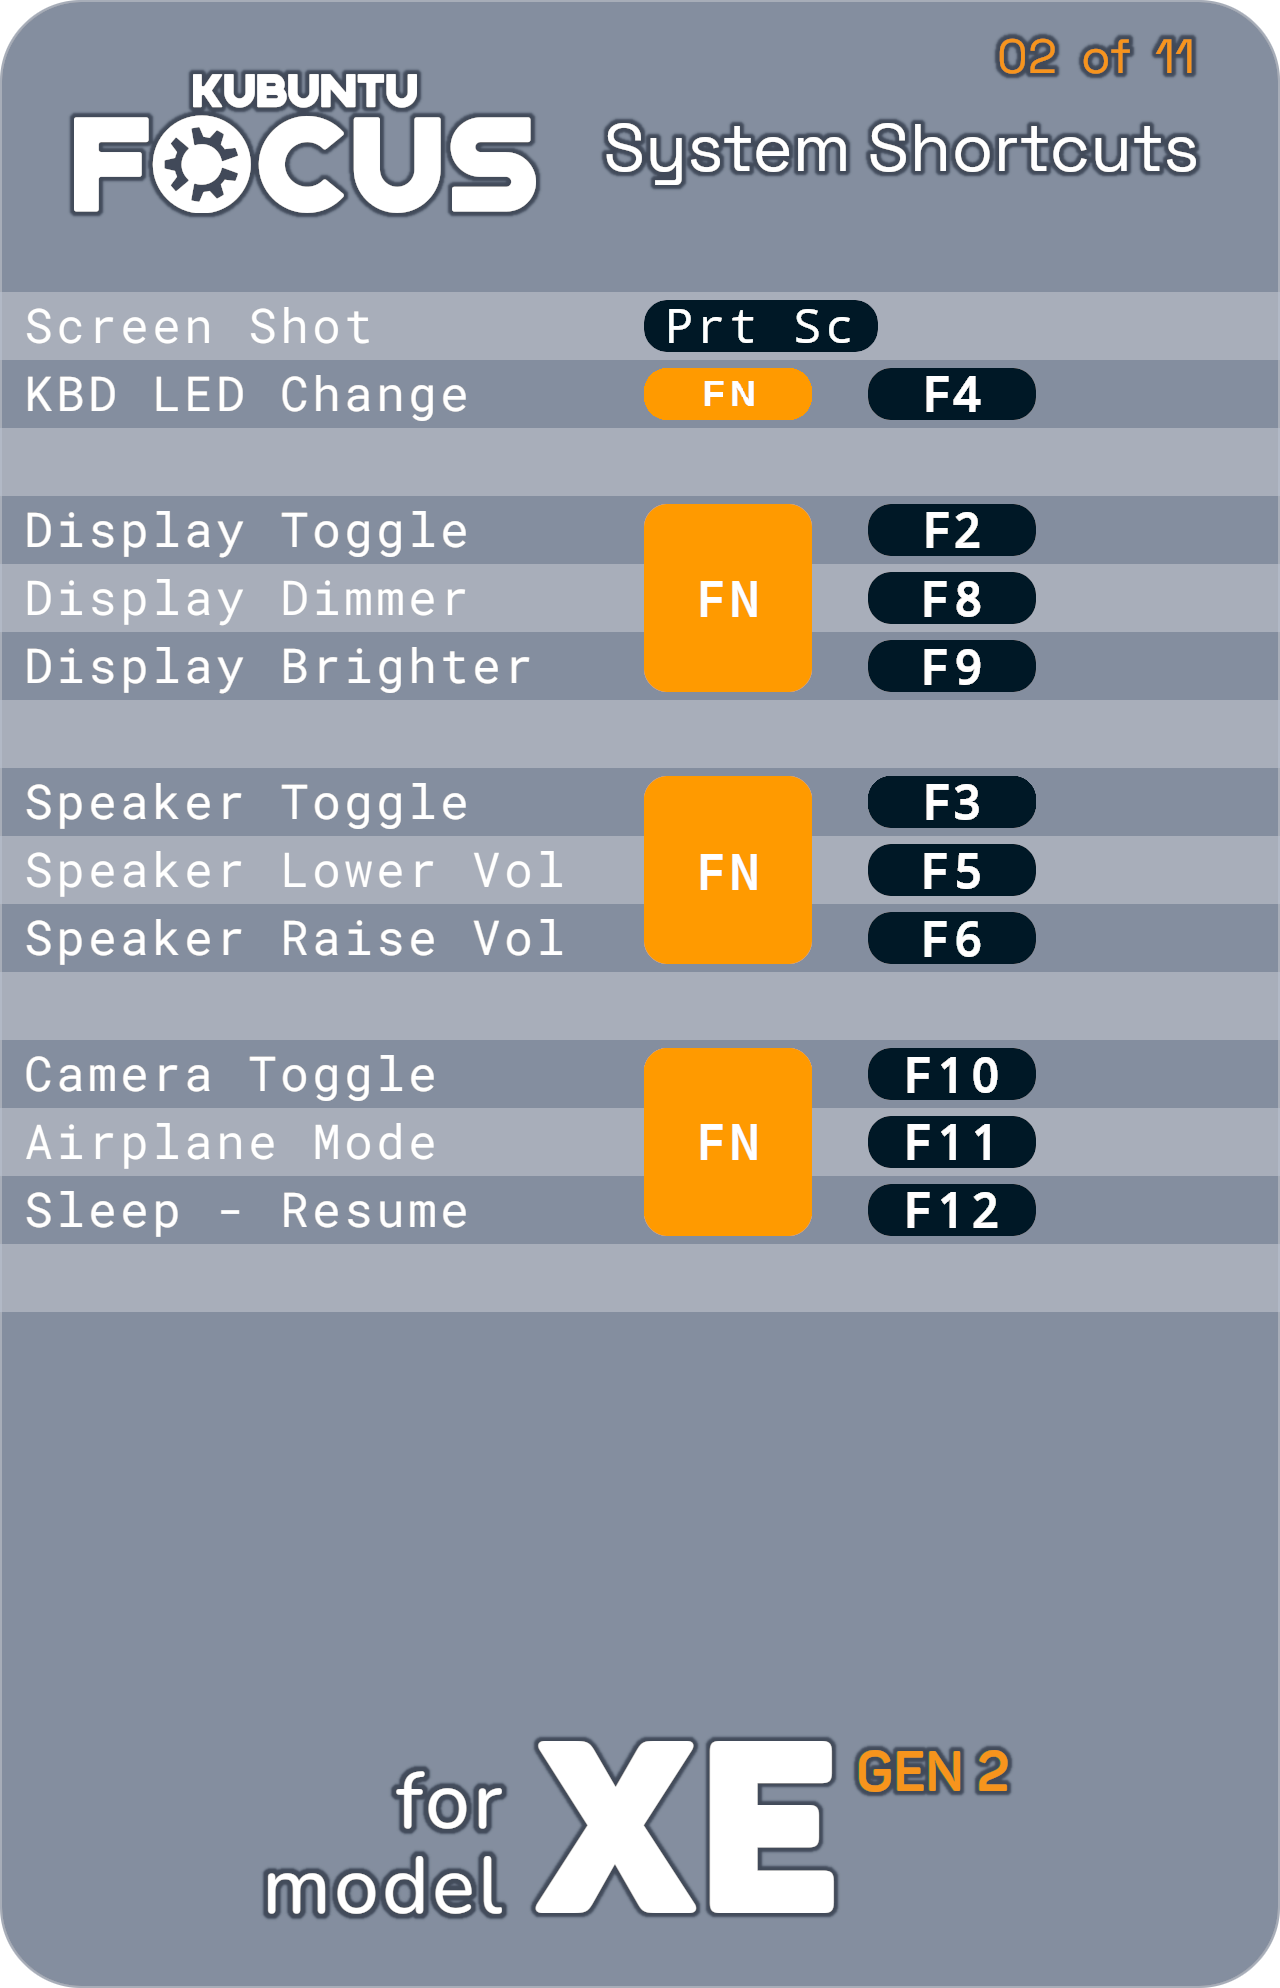 02 of 11
KUBUNTU
FOCUS
System Shortcuts
Screen Shot Prt Sc
KBD LED Change FN F4
Display Toggle F2
Display Dimmer FN F8
Display Brighter F9
Speaker Toggle F3
Speaker Lower Vol FN F5
Speaker Raise Vol F6
Camera Toggle F10
Airplane Mode FN F11
Sleep - Resume F12
for model XE GEN 2